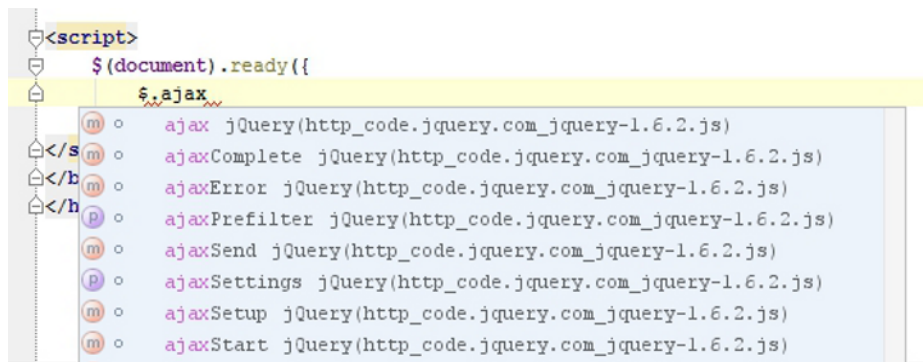 <script>
$(document).ready({
$.ajax
m ajax jQuery(http_code.jquery.com_jquery-1.6.2.js)
</s m ajaxComplete jQuery(http_code.jquery.com_jquery-1.6.2.js)
</b m ajaxError jQuery(http_code.jquery.com_jquery-1.6.2.js)
</h p ajaxPrefilter jQuery(http_code.jquery.com_jquery-1.6.2.js)
m ajaxSend jQuery(http_code.jquery.com_jquery-1.6.2.js)
p ajaxSettings jQuery(http_code.jquery.com_jquery-1.6.2.js)
m ajaxSetup jQuery(http_code.jquery.com_jquery-1.6.2.js)
m ajaxStart jQuery(http_code.jquery.com_jquery-1.6.2.js)